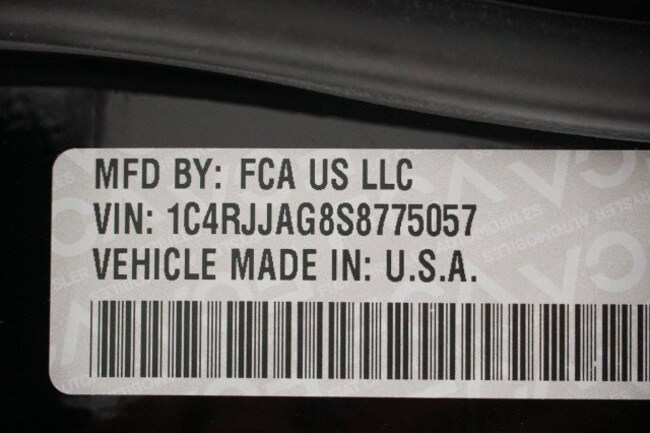 MFD BY: FCA US LLC
VIN: 1C4RJJAG8S8775057
VEHICLE MADE IN: U.S.A.